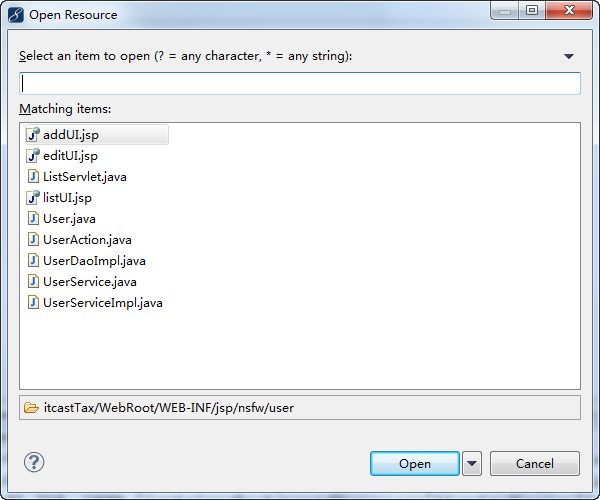 Open Resource
Select an item to open (? = any character, * = any string):
Matching items:
addUI.jsp
editUI.jsp
ListServlet.java
listUI.jsp
User.java
UserAction.java
UserDaoImpl.java
UserService.java
UserServiceImpl.java
itcastTax/WebRoot/WEB-INF/jsp/nsfw/user
? Open Cancel